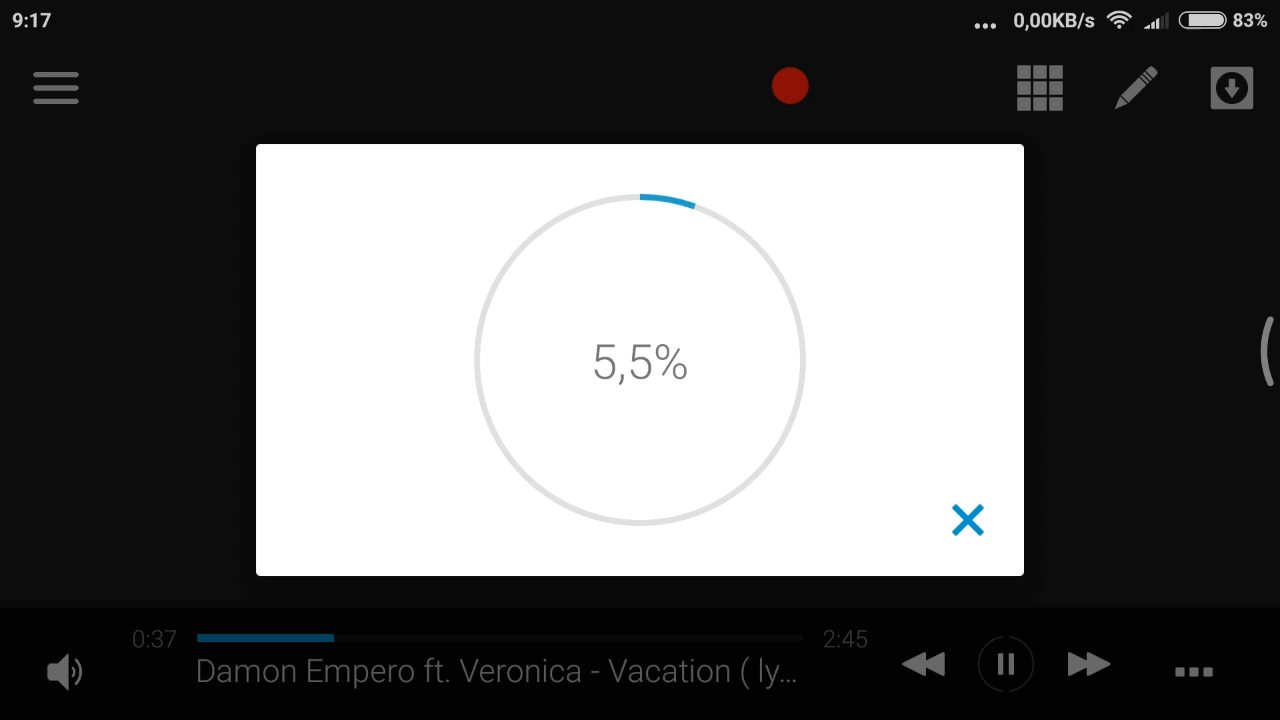 9:17 ... 0,00KB/s 83%
5,5%
0:37 2:45
Damon Empero ft. Veronica - Vacation ( ly...